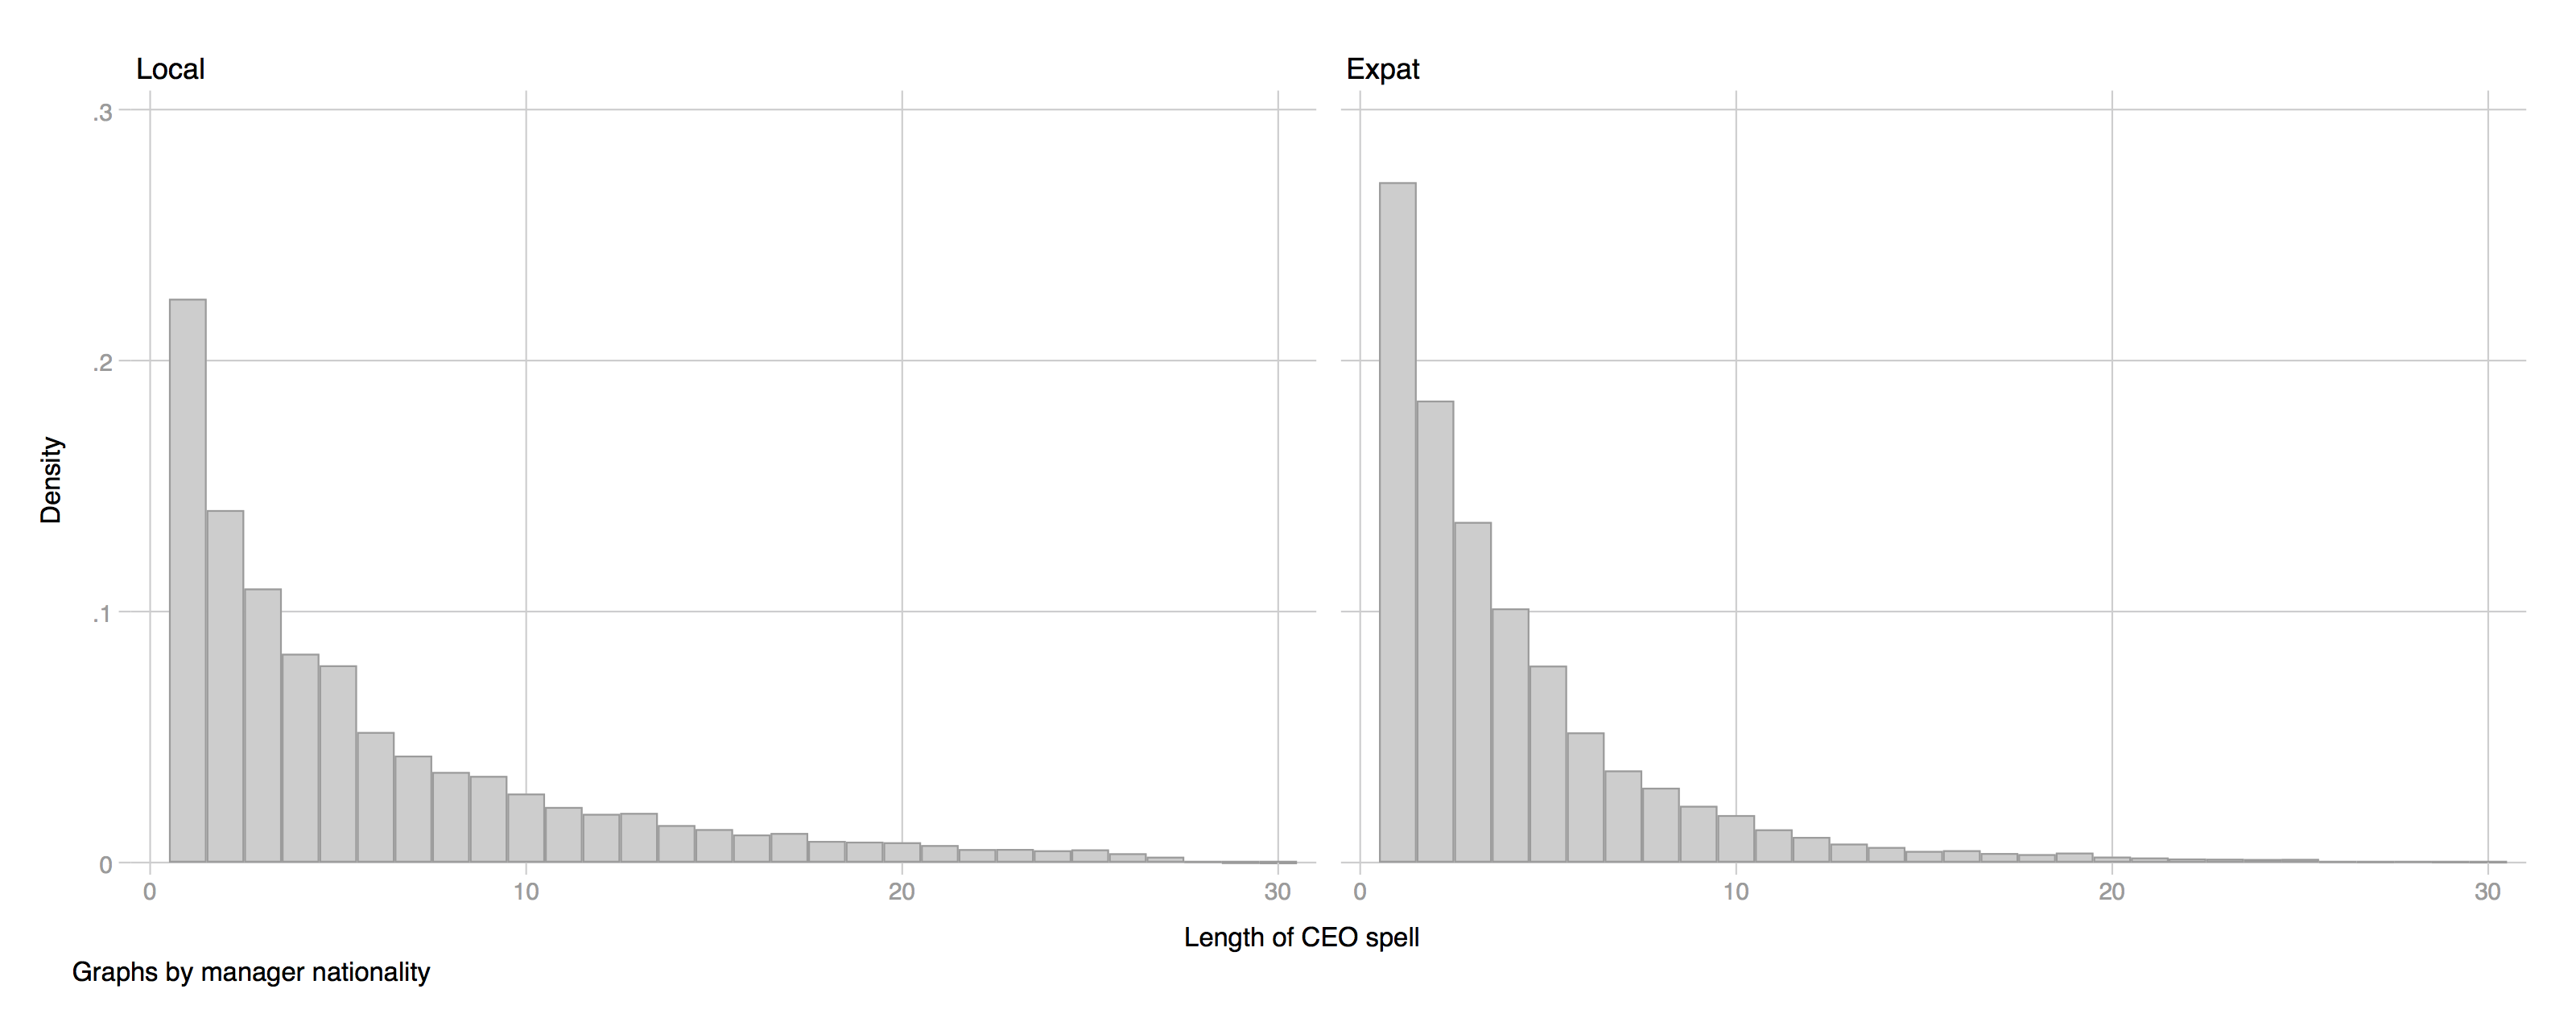 Local
Expat
.3
.2
.1
0
Density
0 10 20 30
0 10 20 30
Length of CEO spell
Graphs by manager nationality